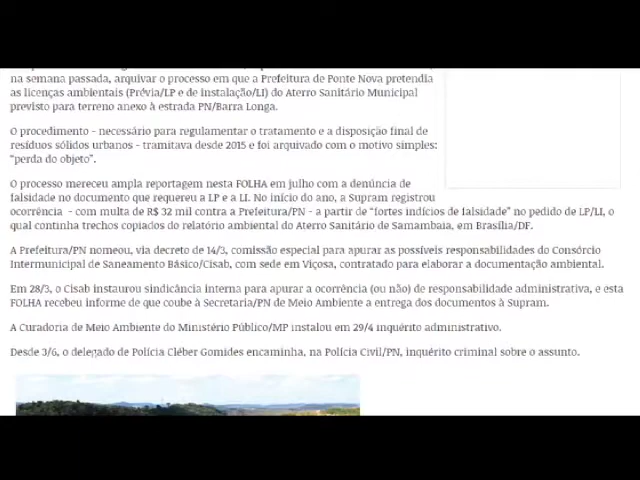 na semana passada, arquivar o processo em que a Prefeitura de Ponte Nova pretendia
as licenças ambientais (Prévia/LP e de instalação/LI) do Aterro Sanitário Municipal
previsto para terreno anexo à estrada PN/Barra Longa.
O procedimento - necessário para regulamentar o tratamento e a disposição final de
resíduos sólidos urbanos - tramitava desde 2015 e foi arquivado com o motivo simples:
"perda do objeto".
O processo mereceu ampla reportagem nesta FOLHA em julho com a denúncia de
falsidade no documento que requereu a LP e a LI. No início do ano, a Supram registrou
ocorrência - com multa de R$ 32 mil contra a Prefeitura/PN - a partir de "fortes indícios de falsidade" no pedido de LP/LI, o
qual continha trechos copiados do relatório ambiental do Aterro Sanitário de Samambaia, em Brasília/DF.
A Prefeitura/PN nomeou, via decreto de 14/3, comissão especial para apurar as possíveis responsabilidades do Consórcio
Intermunicipal de Saneamento Básico/Cisab, com sede em Viçosa, contratado para elaborar a documentação ambiental.
Em 28/3, o Cisab instaurou sindicância interna para apurar a ocorrência (ou não) de responsabilidade administrativa, e esta
FOLHA recebeu informe de que coube à Secretaria/PN de Meio Ambiente a entrega dos documentos à Supram.
A Curadoria de Meio Ambiente do Ministério Público/MP instalou em 29/4 inquérito administrativo.
Desde 3/6, o delegado de Polícia Cléber Gomides encaminha, na Polícia Civil/PN, inquérito criminal sobre o assunto.